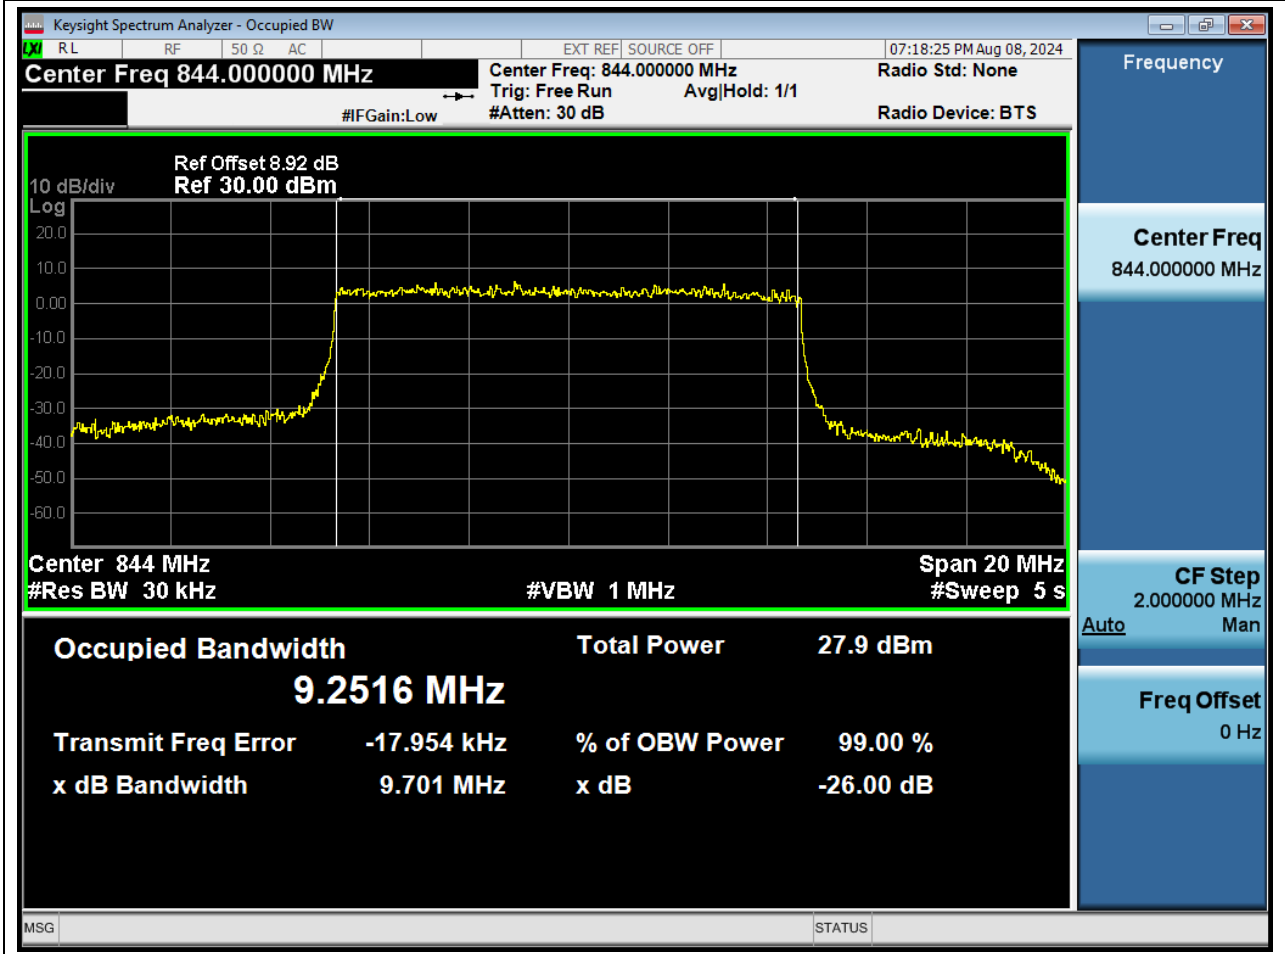 Keysight Spectrum Analyzer - Occupied BW
LXI RL RF 50 Ω AC EXT REF SOURCE OFF 07:18:25 PM Aug 08, 2024
Center Freq 844.000000 MHz
Center Freq: 844.000000 MHz
Radio Std: None
Trig: Free Run Avg|Hold: 1/1
#IFGain:Low
#Atten: 30 dB
Radio Device: BTS
Ref Offset 8.92 dB
10 dB/div Ref 30.00 dBm
Log
20.0
10.0
0.00
-10.0
-20.0
-30.0
-40.0
-50.0
-60.0
Center 844 MHz Span 20 MHz
#Res BW 30 kHz #VBW 1 MHz #Sweep 5 s
Occupied Bandwidth Total Power 27.9 dBm
9.2516 MHz
Transmit Freq Error -17.954 kHz % of OBW Power 99.00 %
x dB Bandwidth 9.701 MHz x dB -26.00 dB
MSG STATUS
Frequency
Center Freq
844.000000 MHz
CF Step
2.000000 MHz
Auto Man
Freq Offset
0 Hz